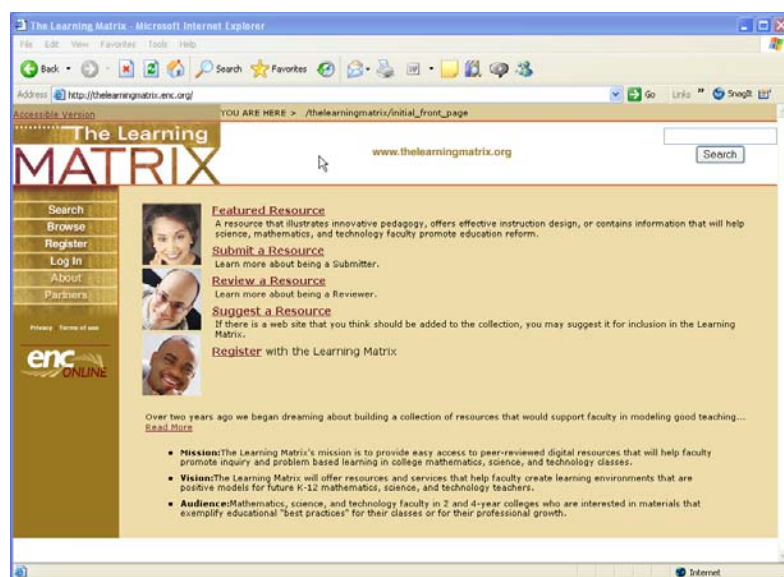 The Learning Matrix - Microsoft Internet Explorer
File Edit View Favorites Tools Help
Back Search Favorites
Address http://thelearningmatrix.enc.org/ Go Links » SnagIt
Accessible Version YOU ARE HERE > /thelearningmatrix/initial_front_page
The Learning
MATRIX
www.thelearningmatrix.org
Search
Search
Browse
Register
Log In
About
Partners
Privacy Terms of use
enc
ONLINE
Featured Resource
A resource that illustrates innovative pedagogy, offers effective instruction design, or contains information that will help
science, mathematics, and technology faculty promote education reform.
Submit a Resource
Learn more about being a Submitter.
Review a Resource
Learn more about being a Reviewer.
Suggest a Resource
If there is a web site that you think should be added to the collection, you may suggest it for inclusion in the Learning
Matrix.
Register with the Learning Matrix
Over two years ago we began dreaming about building a collection of resources that would support faculty in modeling good teaching...
Read More
• Mission:The Learning Matrix's mission is to provide easy access to peer-reviewed digital resources that will help faculty
promote inquiry and problem based learning in college mathematics, science, and technology classes.
• Vision:The Learning Matrix will offer resources and services that help faculty create learning environments that are
positive models for future K-12 mathematics, science, and technology teachers.
• Audience:Mathematics, science, and technology faculty in 2 and 4-year colleges who are interested in materials that
exemplify educational "best practices" for their classes or for their professional growth.
Internet